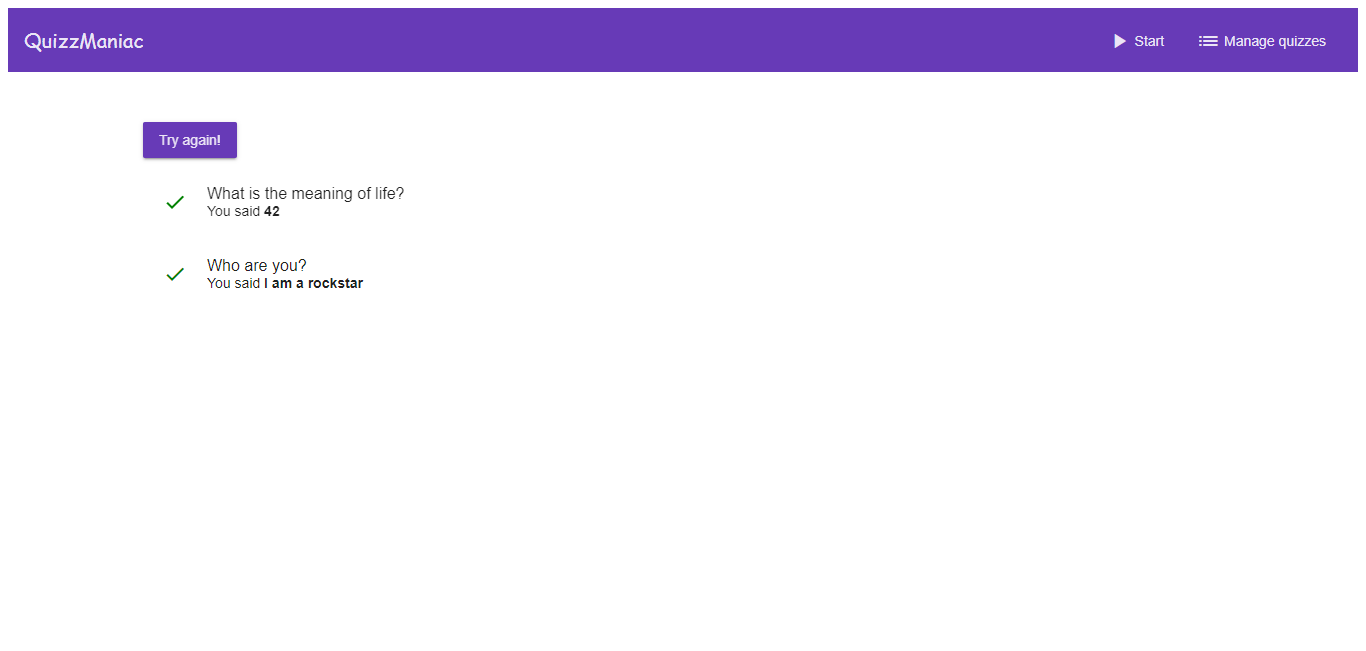 QuizzManiac
Start
Manage quizzes
Try again!
What is the meaning of life?
You said 42
Who are you?
You said I am a rockstar